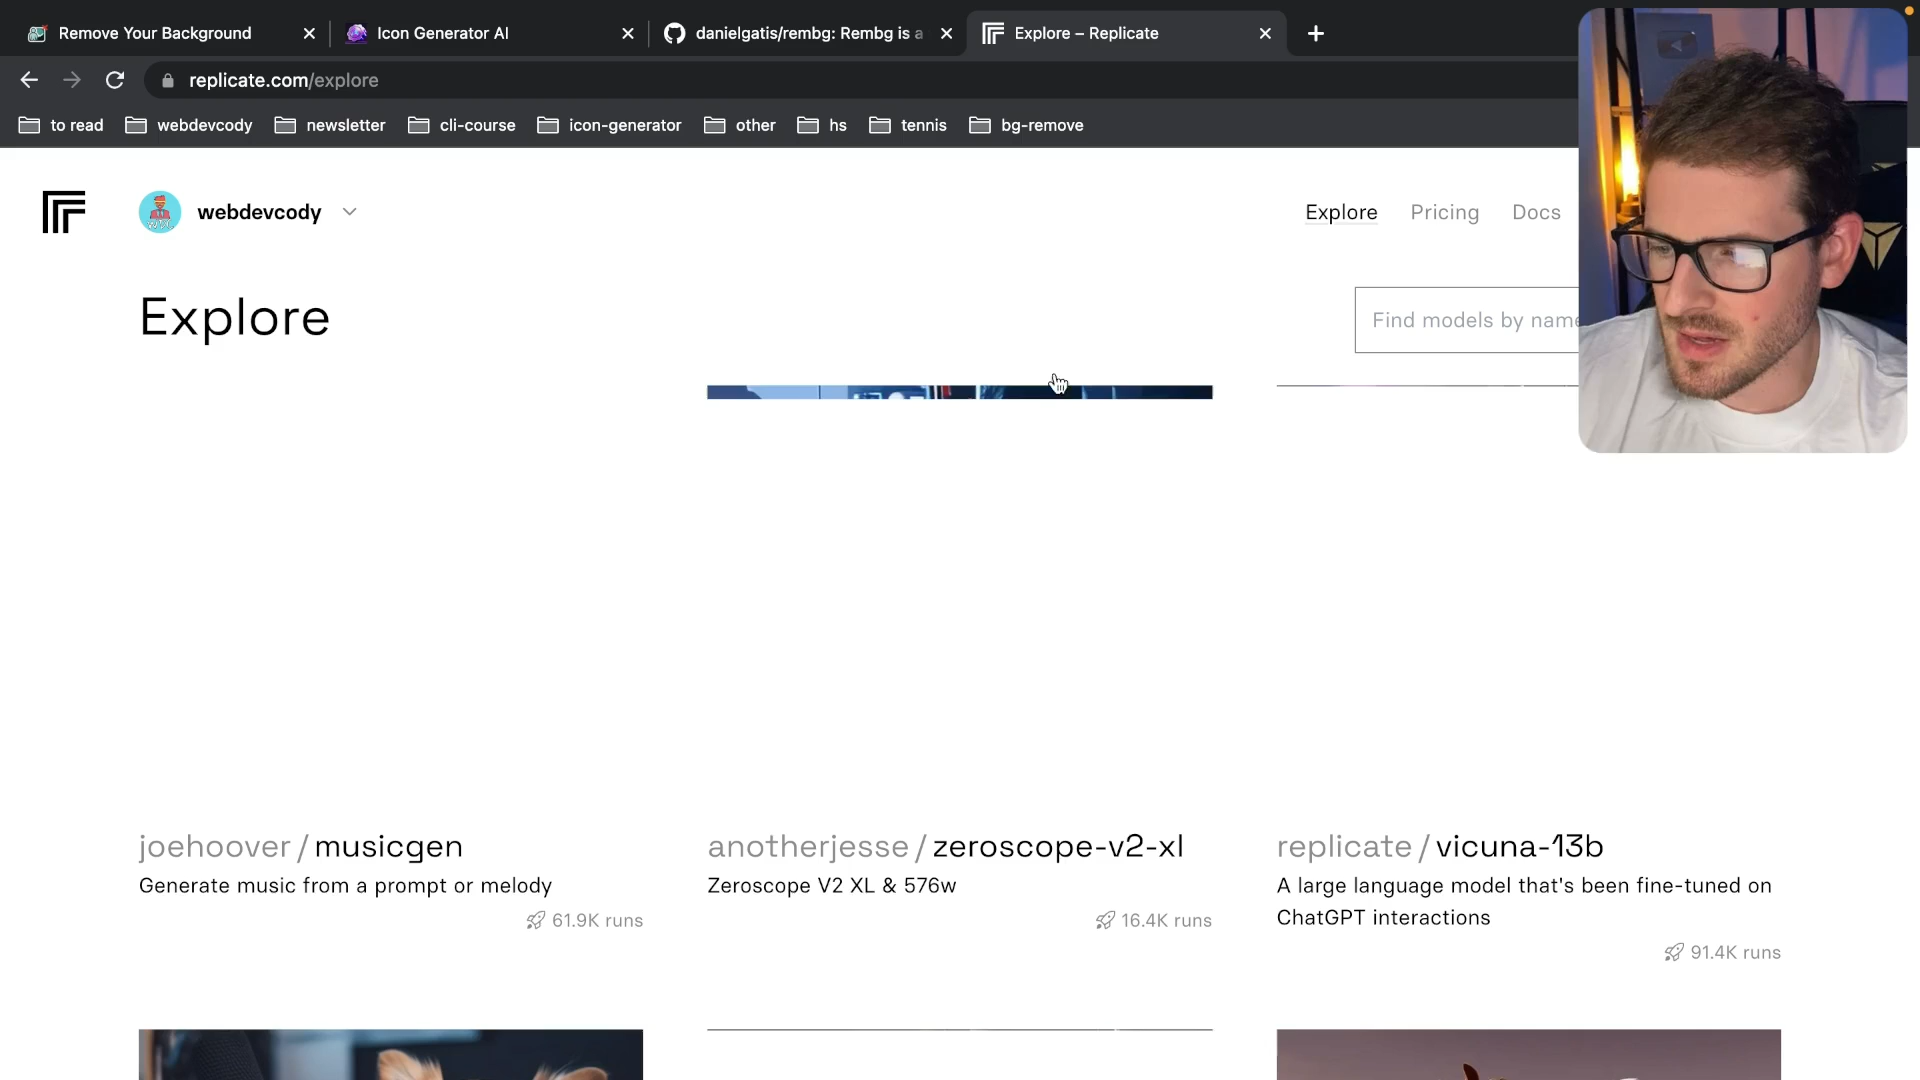 Remove Your Background
Icon Generator AI
danielgatis/rembg: Rembg is a
Explore – Replicate
replicate.com/explore
to read
webdevcody
newsletter
cli-course
icon-generator
other
hs
tennis
bg-remove
webdevcody
Explore
Pricing
Docs
Explore
Find models by name
joehoover / musicgen
Generate music from a prompt or melody
61.9K runs
anotherjesse / zeroscope-v2-xl
Zeroscope V2 XL & 576w
16.4K runs
replicate / vicuna-13b
A large language model that's been fine-tuned on
ChatGPT interactions
91.4K runs